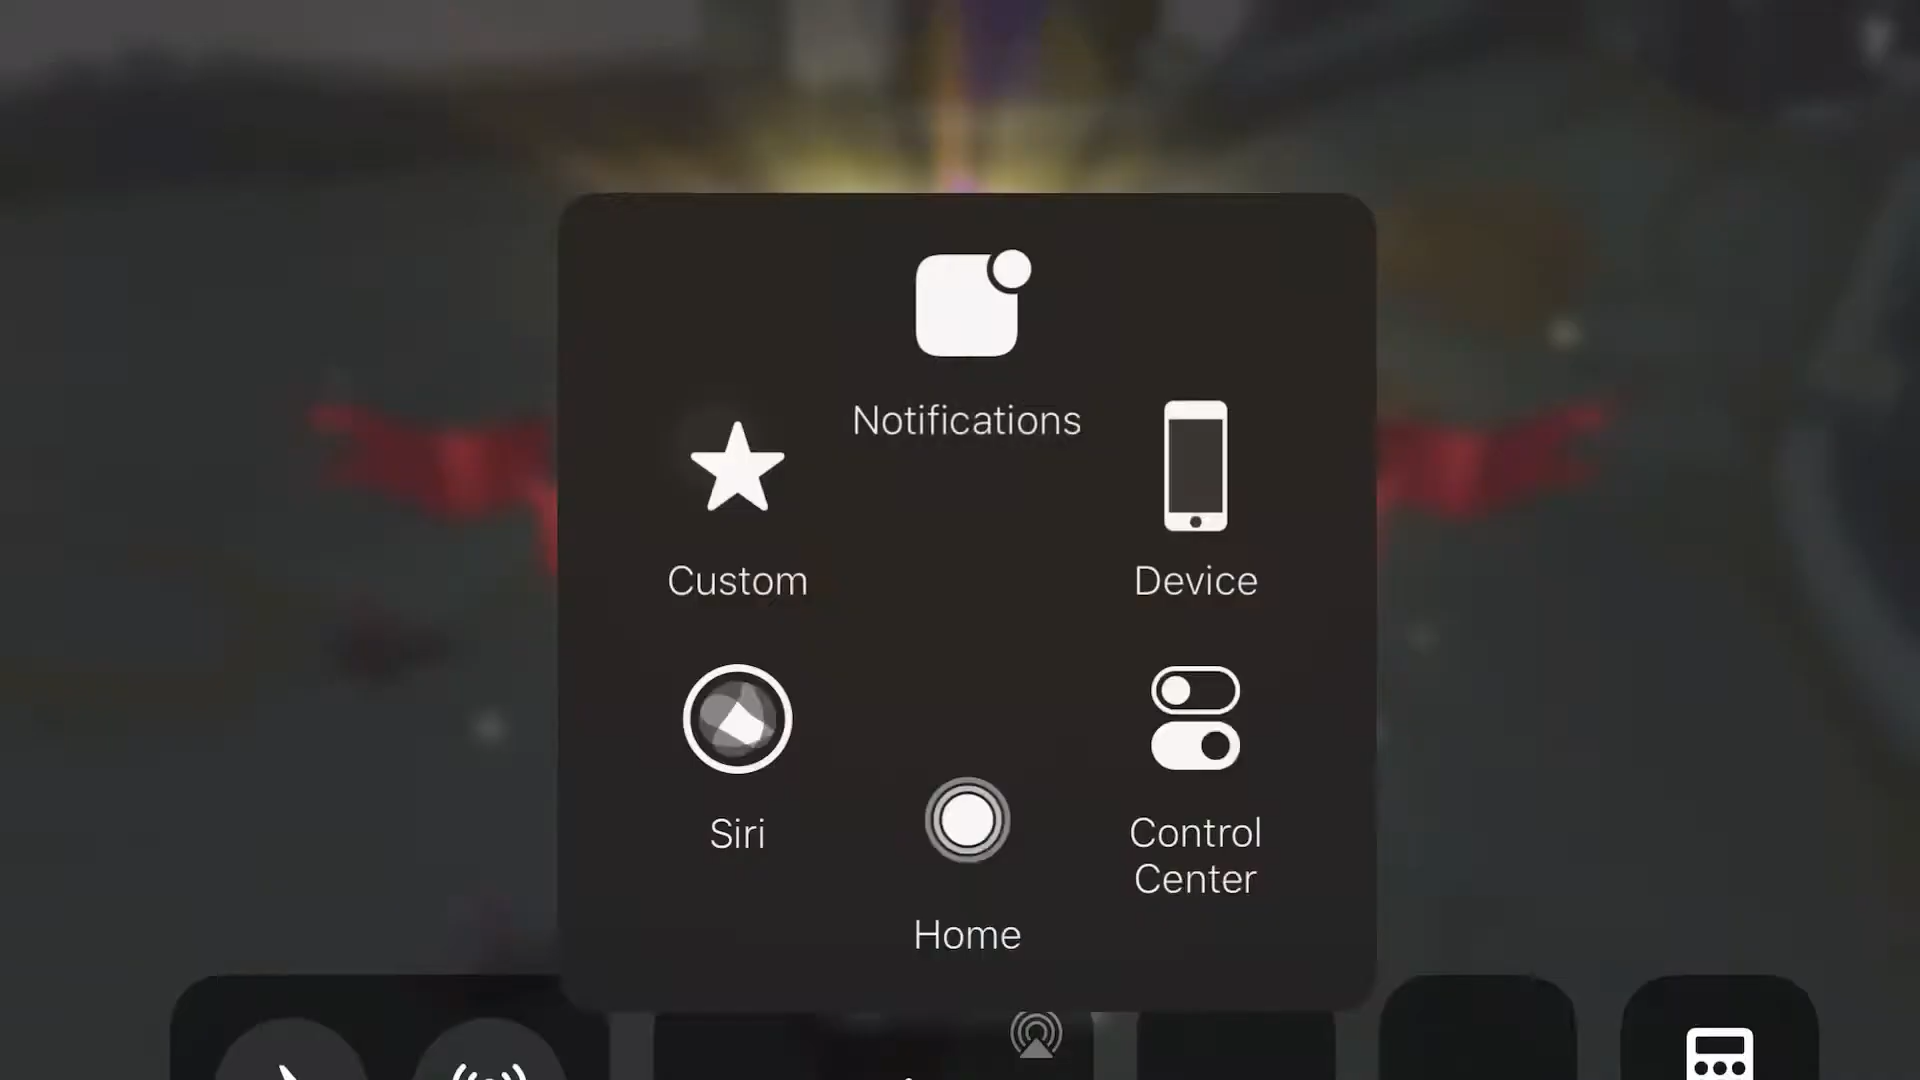 Notifications
Custom
Device
Siri
Control
Center
Home